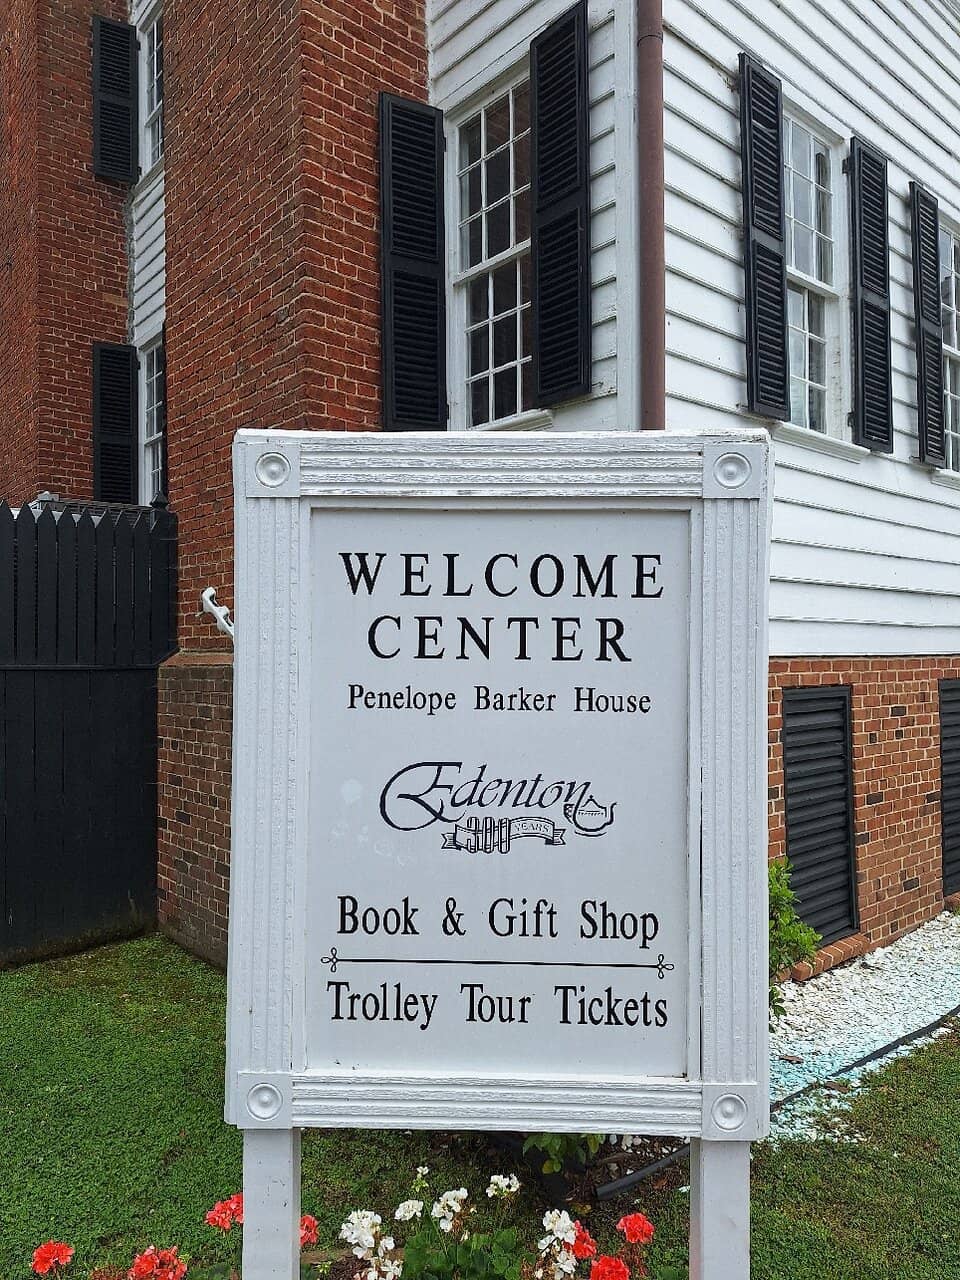 WELCOME
CENTER
Penelope Barker House
Edenton
300 YEARS
Book & Gift Shop
Trolley Tour Tickets